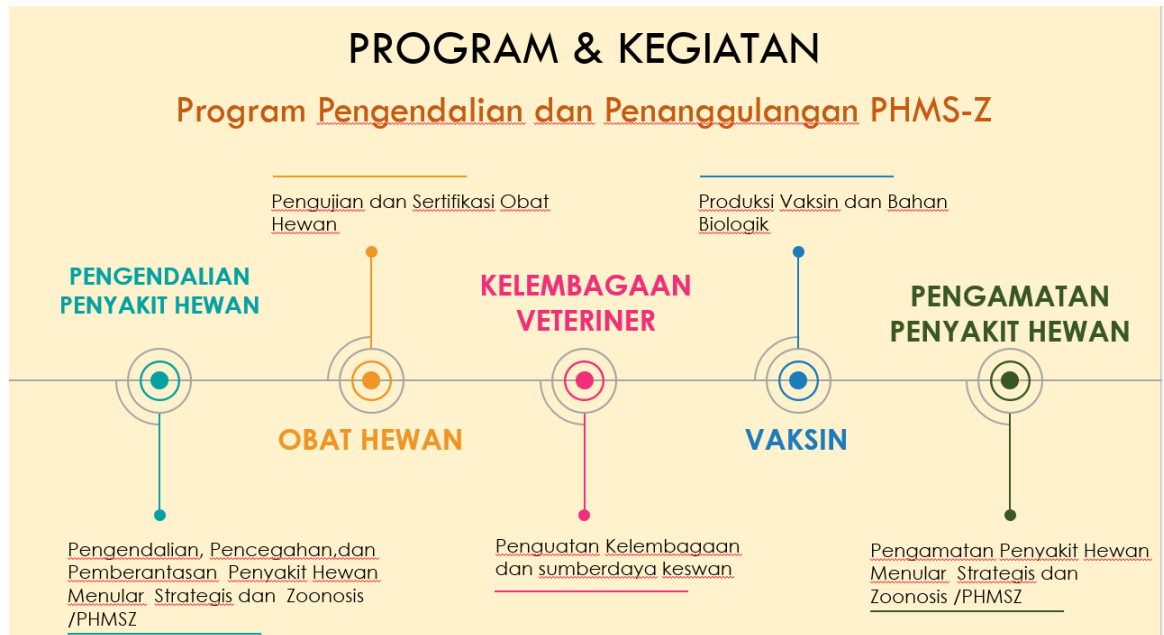 PROGRAM & KEGIATAN
Program Pengendalian dan Penanggulangan PHMS-Z
PENGENDALIAN
PENYAKIT HEWAN
Pengendalian, Pencegahan,dan
Pemberantasan Penyakit Hewan
Menular Strategis dan Zoonosis
/PHMSZ
Pengujian dan Sertifikasi Obat
Hewan
OBAT HEWAN
KELEMBAGAAN
VETERINER
Penguatan Kelembagaan
dan sumberdaya keswan
Produksi Vaksin dan Bahan
Biologik
VAKSIN
PENGAMATAN
PENYAKIT HEWAN
Pengamatan Penyakit Hewan
Menular Strategis dan
Zoonosis /PHMSZ